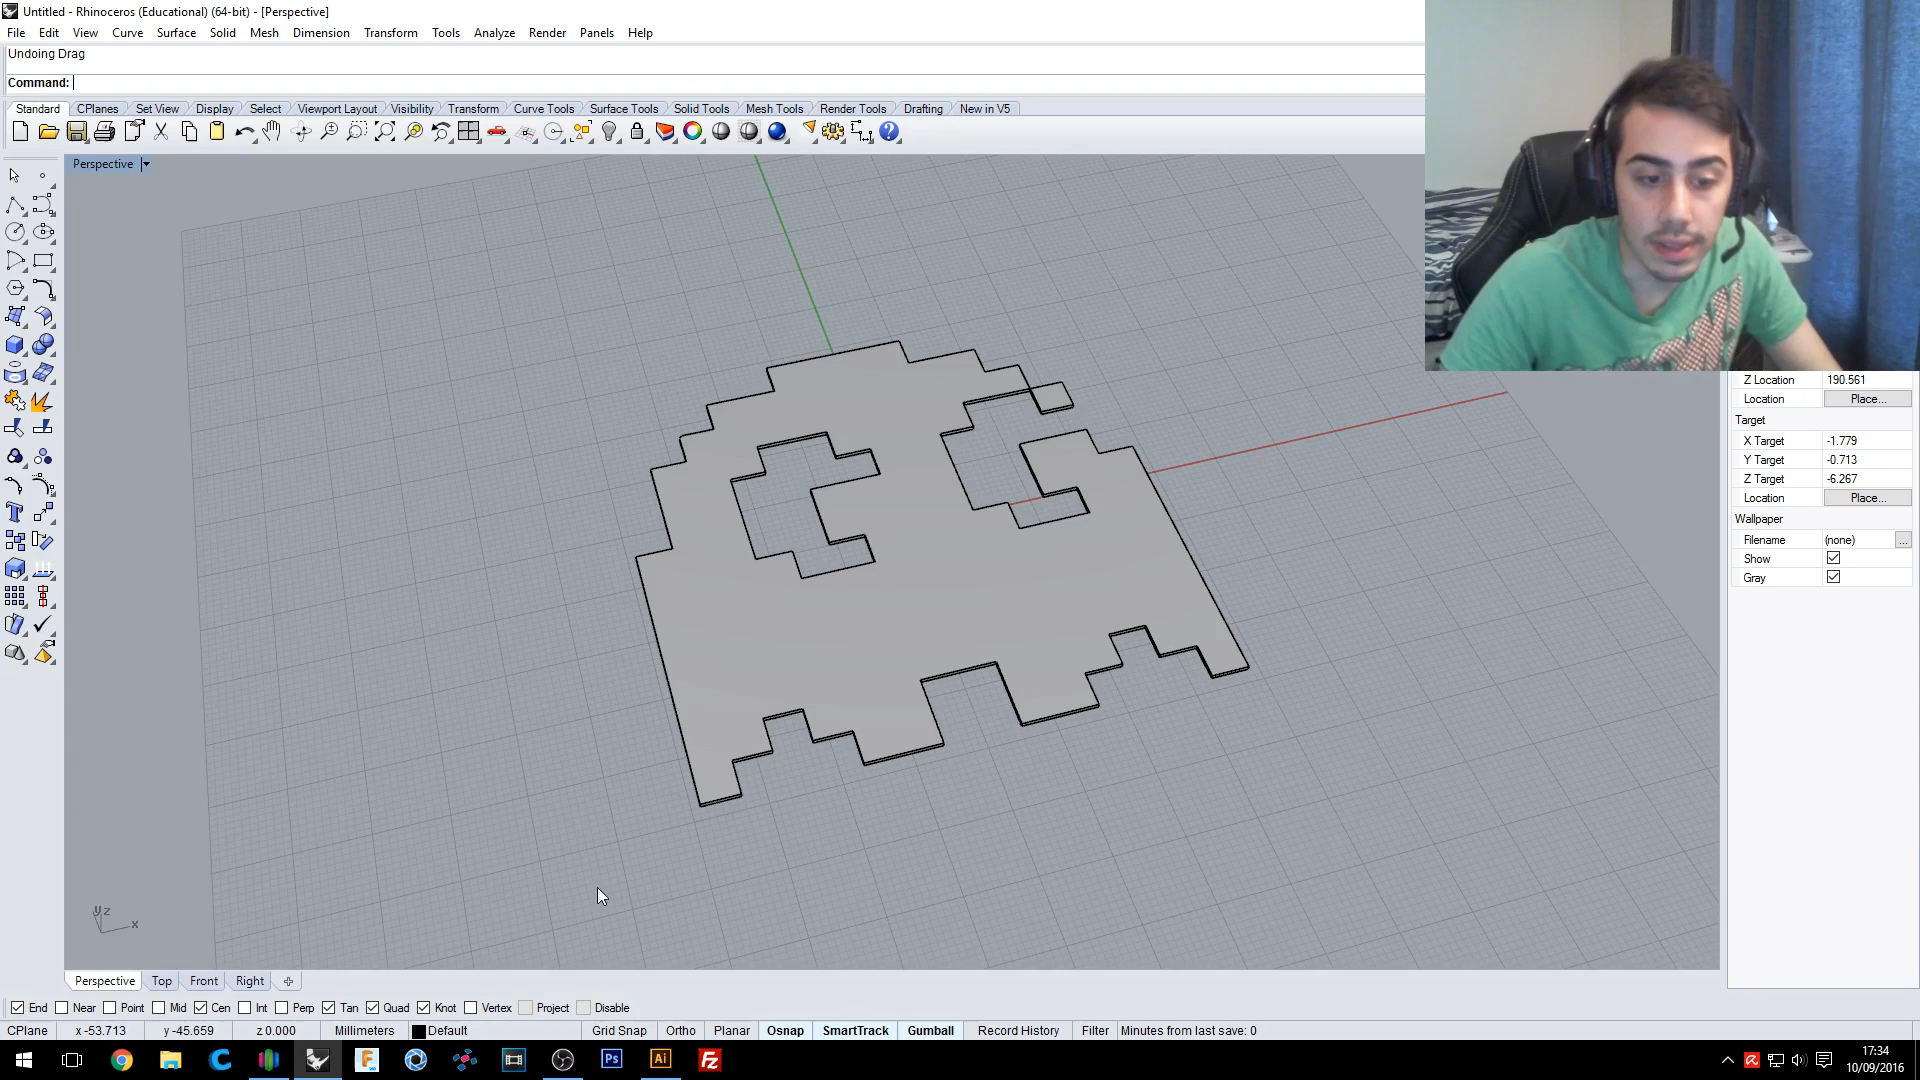 Untitled - Rhinoceros (Educational) (64-bit) - [Perspective]
File Edit View Curve Surface Solid Mesh Dimension Transform Tools Analyze Render Panels Help
Undoing Drag
Command:
Standard CPlanes Set View Display Select Viewport Layout Visibility Transform Curve Tools Surface Tools Solid Tools Mesh Tools Render Tools Drafting New in V5
Perspective
Z Location 190.561
Location Place...
Target
X Target -1.779
Y Target -0.713
Z Target -6.267
Location Place...
Wallpaper
Filename (none) ...
Show
Gray
y z x
Perspective Top Front Right
End Near Point Mid Cen Int Perp Tan Quad Knot Vertex Project Disable
CPlane x -53.713 y -45.659 z 0.000 Millimeters Default Grid Snap Ortho Planar Osnap SmartTrack Gumball Record History Filter Minutes from last save: 0
Ps Ai Fz
17:34
10/09/2016